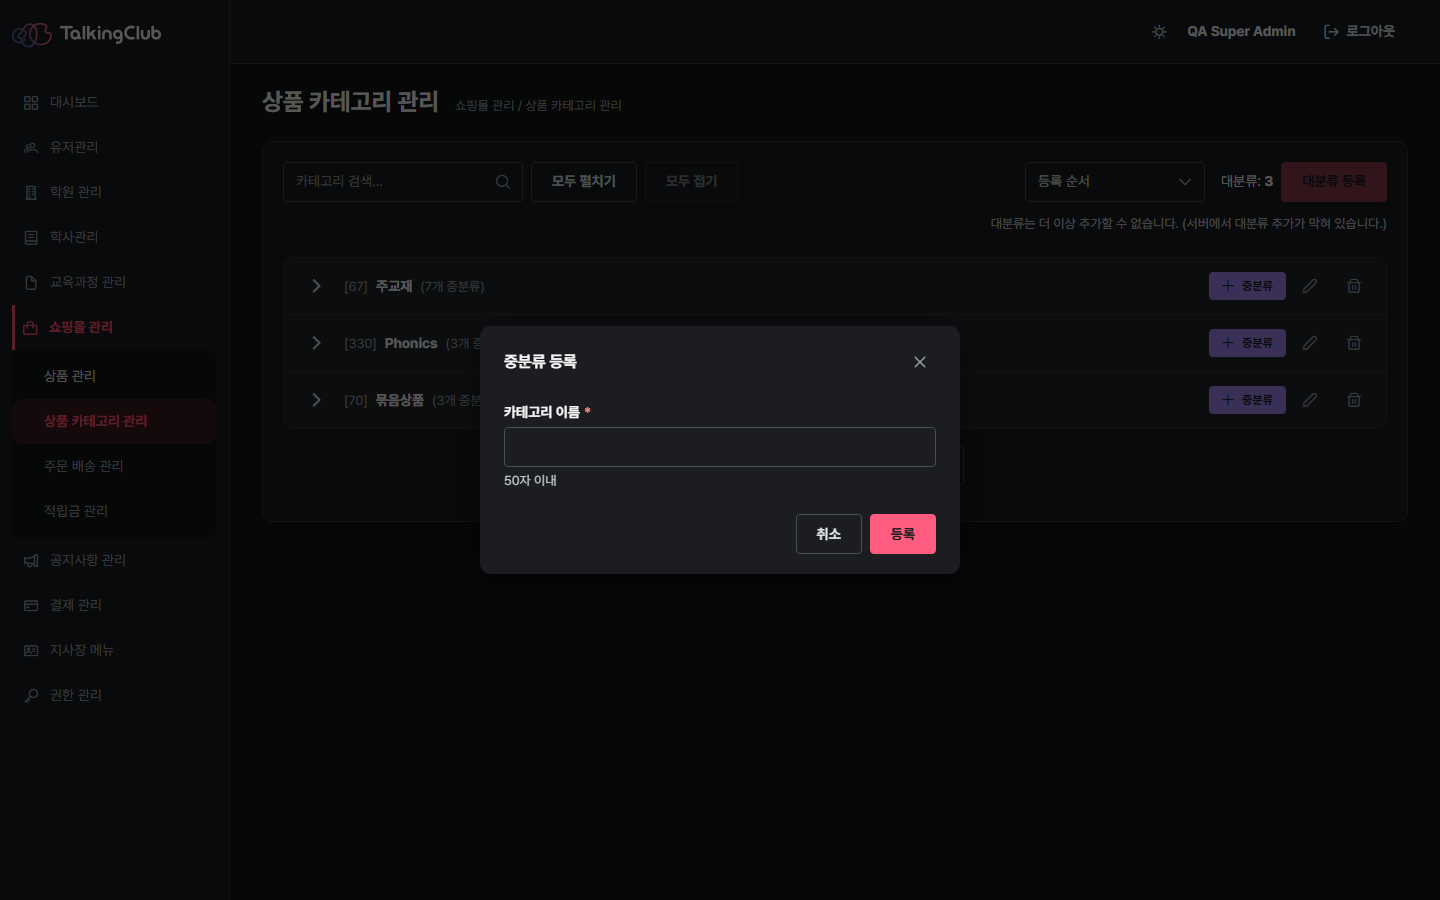 TalkingClub
QA Super Admin
로그아웃
대시보드
유저관리
학원 관리
학사관리
교육과정 관리
쇼핑몰 관리
상품 관리
상품 카테고리 관리
주문 배송 관리
적립금 관리
공지사항 관리
결제 관리
지사장 메뉴
권한 관리
상품 카테고리 관리
쇼핑몰 관리 / 상품 카테고리 관리
카테고리 검색...
모두 펼치기
모두 접기
등록 순서
대분류: 3
대분류 등록
대분류는 더 이상 추가할 수 없습니다. (서버에서 대분류 추가가 막혀 있습니다.)
[67] 주교재 (7개 중분류)
중분류
[330] Phonics (3개 중
중분류
[70] 묶음상품 (3개 중분
중분류
중분류 등록
카테고리 이름 *
50자 이내
취소
등록